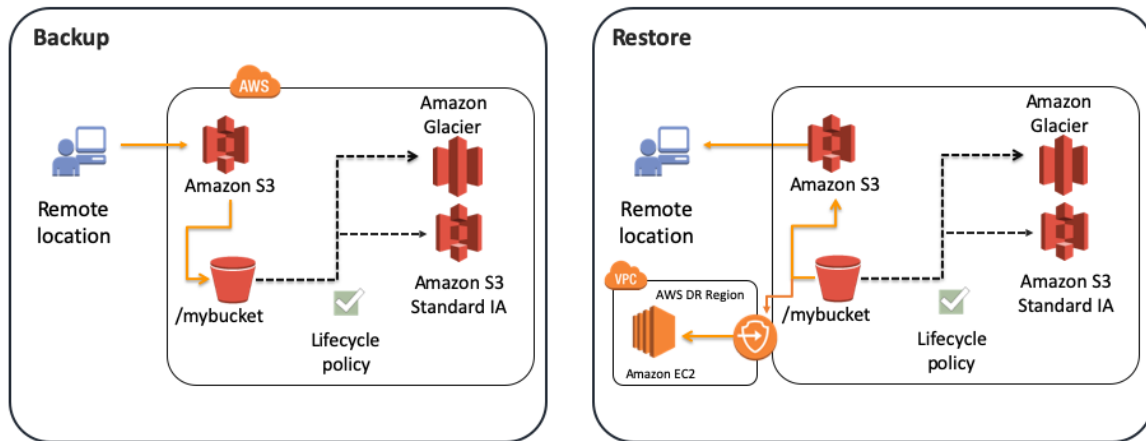 Backup
AWS
Amazon
Glacier
Amazon S3
Remote
location
/mybucket
Amazon S3
Standard IA
Lifecycle
policy
Restore
Amazon
Glacier
Amazon S3
Remote
location
VPC
AWS DR Region
Amazon EC2
/mybucket
Amazon S3
Standard IA
Lifecycle
policy